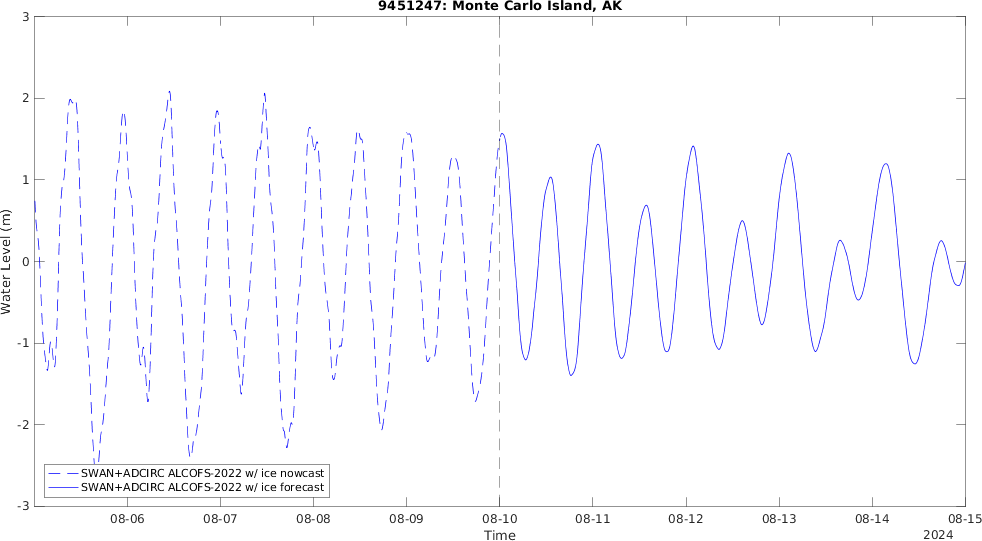 9451247: Monte Carlo Island, AK
3
2
1
0
-1
-2
-3
Water Level (m)
SWAN+ADCIRC ALCOFS-2022 w/ ice nowcast
SWAN+ADCIRC ALCOFS-2022 w/ ice forecast
08-06 08-07 08-08 08-09 08-10 08-11 08-12 08-13 08-14 08-15
Time
2024